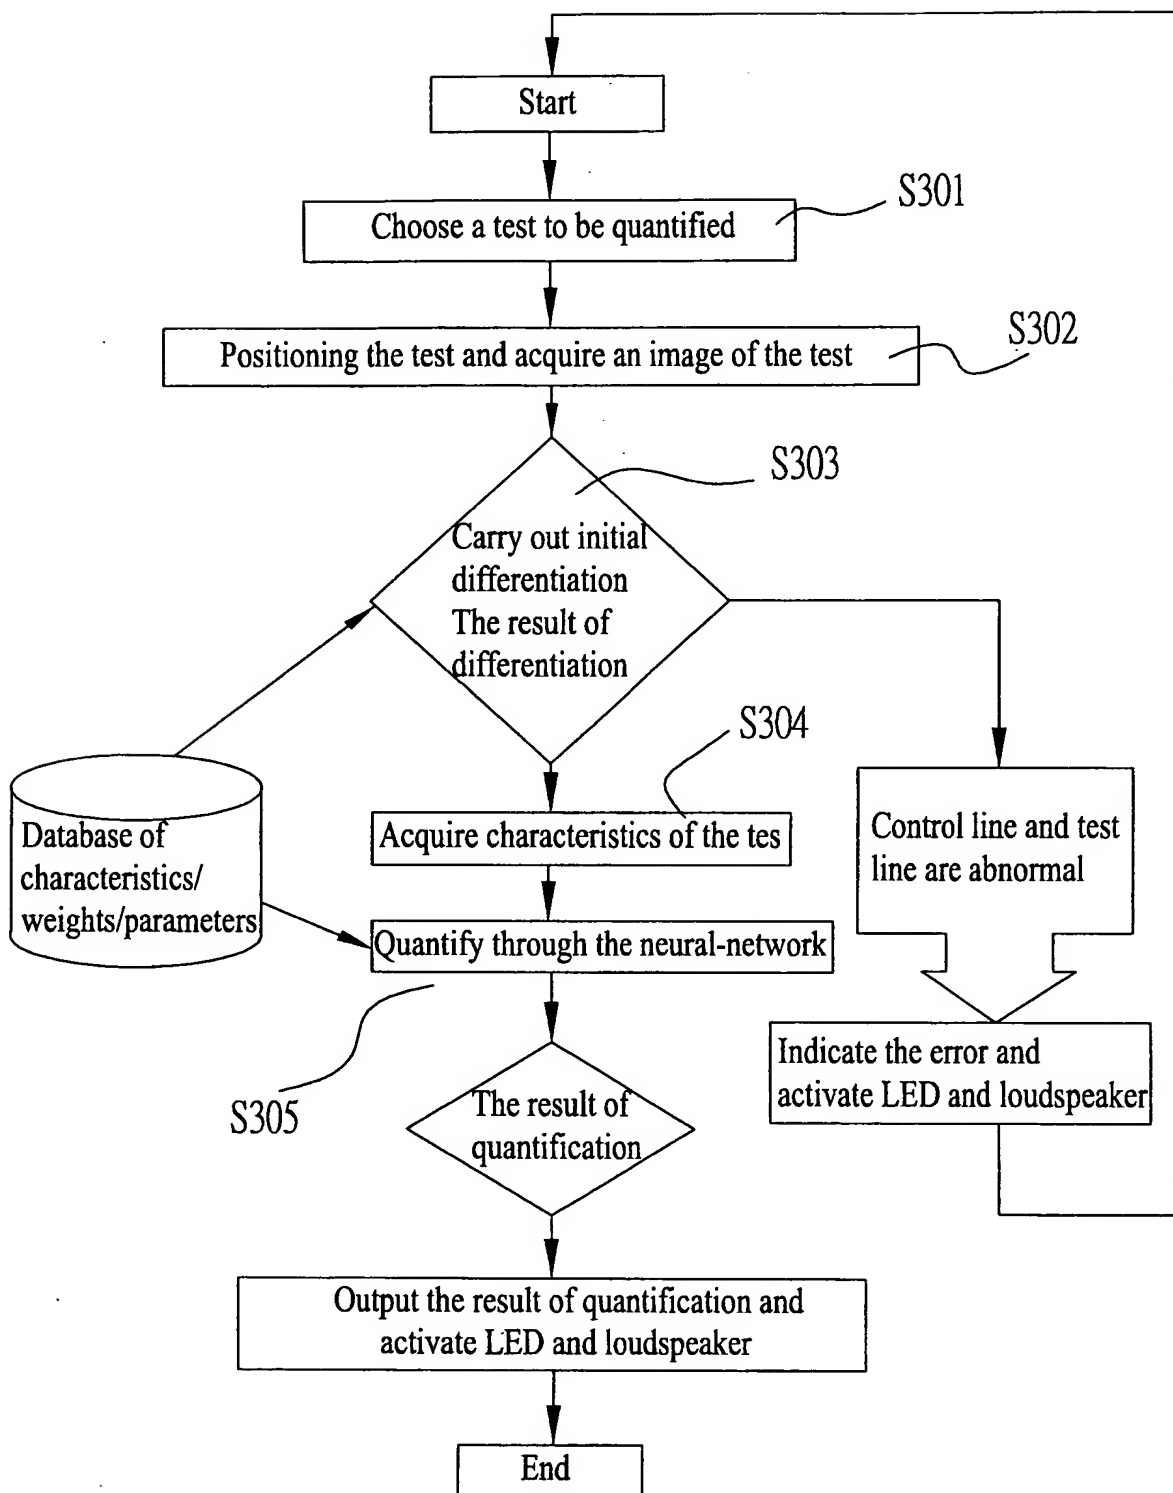 Start
S301
Choose a test to be quantified
S302
Positioning the test and acquire an image of the test
S303
Carry out initial
differentiation
The result of
differentiation
S304
Acquire characteristics of the tes
Database of
characteristics/
weights/parameters
Control line and test
line are abnormal
Quantify through the neural-network
S305
Indicate the error and
activate LED and loudspeaker
The result of
quantification
Output the result of quantification and
activate LED and loudspeaker
End